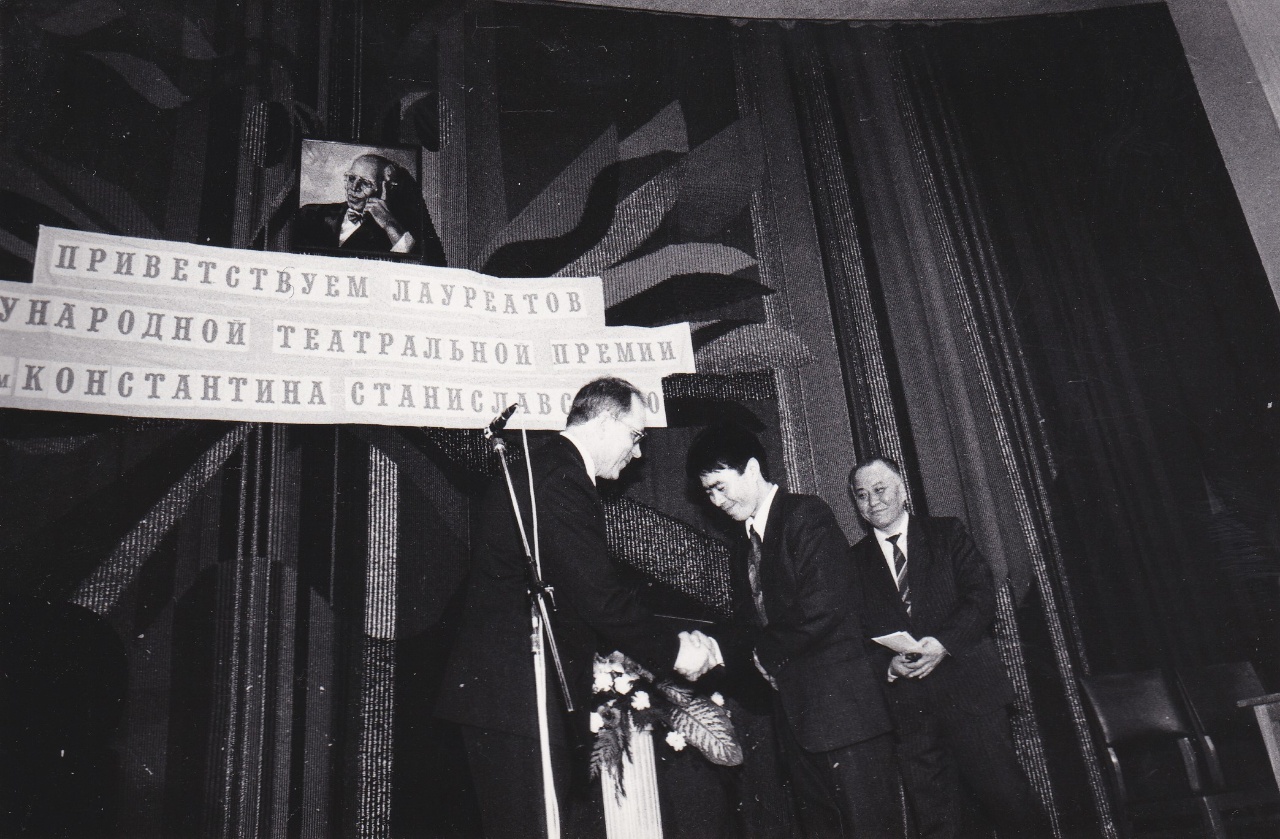 ПРИВЕТСТВУЕМ ЛАУРЕАТОВ
УНАРОДНОЙ ТЕАТРАЛЬНОЙ ПРЕМИИ
М КОНСТАНТИНА СТАНИСЛАВС О